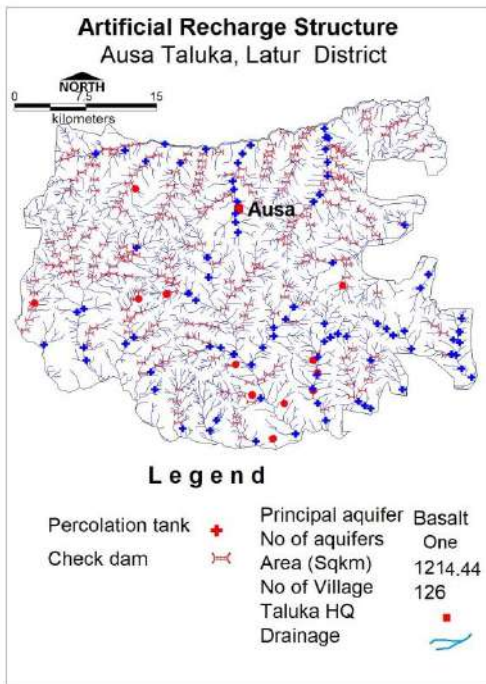 Artificial Recharge Structure
Ausa Taluka, Latur District
NORTH
0 7.5 15
kilometers
Ausa
Legend
Percolation tank
Check dam
Principal aquifer Basalt
No of aquifers One
Area (Sqkm) 1214.44
No of Village 126
Taluka HQ
Drainage